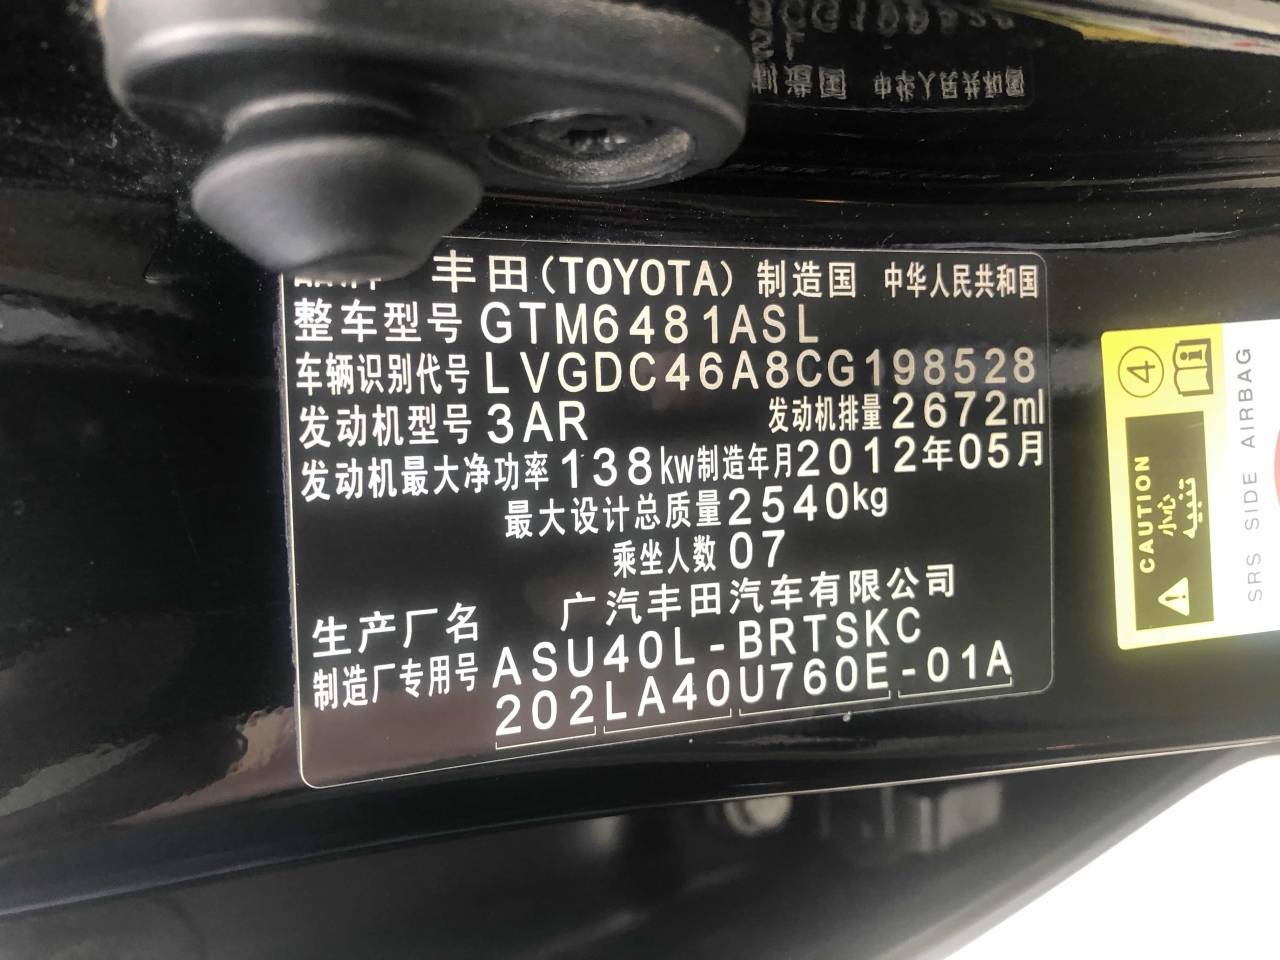 丰田(TOYOTA) 制造国 中华人民共和国
整车型号 GTM6481ASL
车辆识别代号 LVGDC46A8CG198528
发动机型号 3AR 发动机排量 2672ml
发动机最大净功率 138kw 制造年月 2012年05月
最大设计总质量 2540kg
乘坐人数 07
生产厂名 广汽丰田汽车有限公司
制造厂专用号 ASU40L-BRTSKC
202LA40U760E-01A
4
CAUTION
小心
تنبيه
SRS SIDE AIRBAG